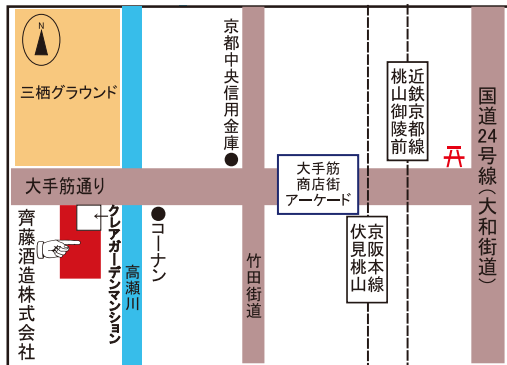 N
三栖グラウンド
京都中央信用金庫
近鉄京都線
桃山御陵前
国道24号線(大和街道)
大手筋通り
大手筋
商店街
アーケード
齊藤酒造株式会社
クレアガーデンマンション
高瀬川
コーナン
竹田街道
京阪本線
伏見桃山